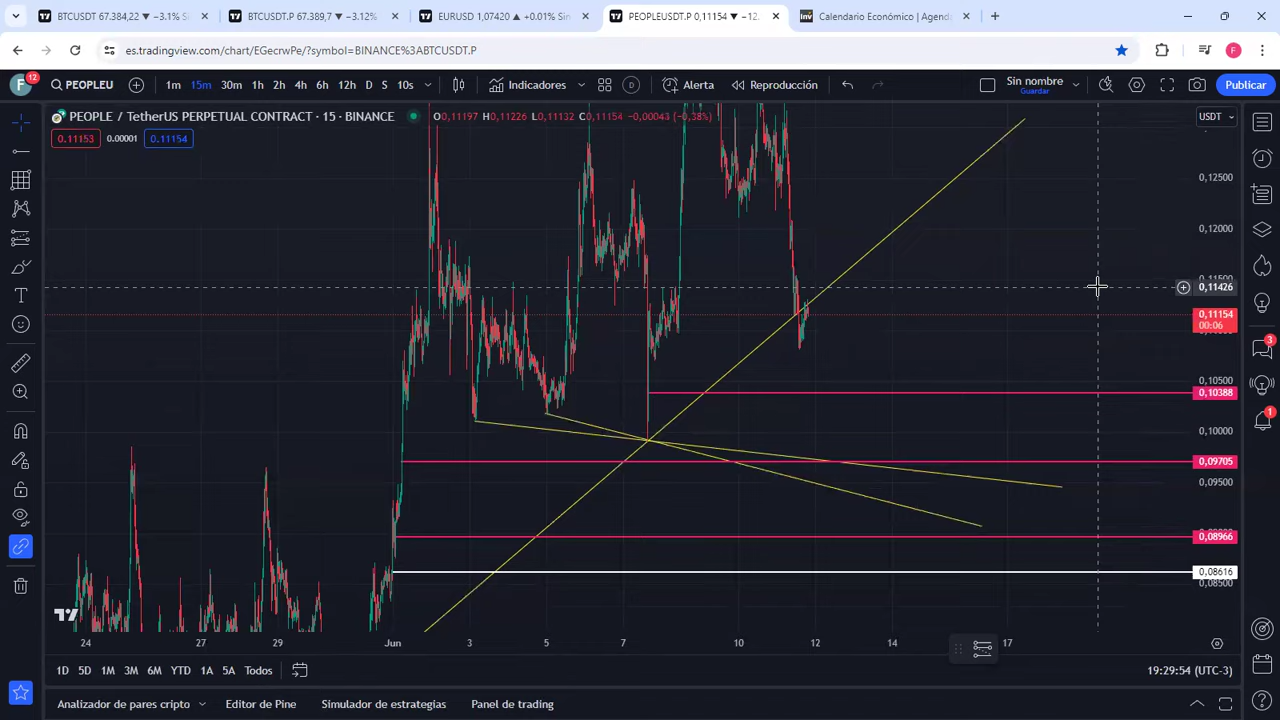 BTCUSDT 67.384,22 ▼ −3.1% S
BTCUSDT.P 67.389,7 ▼ −3.12%
EURUSD 1,07420 ▲ +0.01% Sin
PEOPLEUSDT.P 0,11154 ▼ −12.
Calendario Económico | Agend
es.tradingview.com/chart/EGecrwPe/?symbol=BINANCE%3ABTCUSDT.P
F
F 12
PEOPLEU
1m 15m 30m 1h 2h 4h 6h 12h D S 10s
Indicadores
Alerta
Reproducción
Sin nombre
Guardar
Publicar
PEOPLE / TetherUS PERPETUAL CONTRACT · 15 · BINANCE
O0,11197 H0,11226 L0,11132 C0,11154 −0,00043 (−0,38%)
USDT
0.11153 0.00001 0.11154
0,12500
0,12000
0,11500
0,11426
0,11154
00:06
0,10500
0,10388
0,10000
0,09705
0,09500
0,08966
0,08616
0,08500
3
1
24 27 29 Jun 3 5 7 10 12 14 17
1D 5D 1M 3M 6M YTD 1A 5A Todos
19:29:54 (UTC-3)
Analizador de pares cripto
Editor de Pine
Simulador de estrategias
Panel de trading